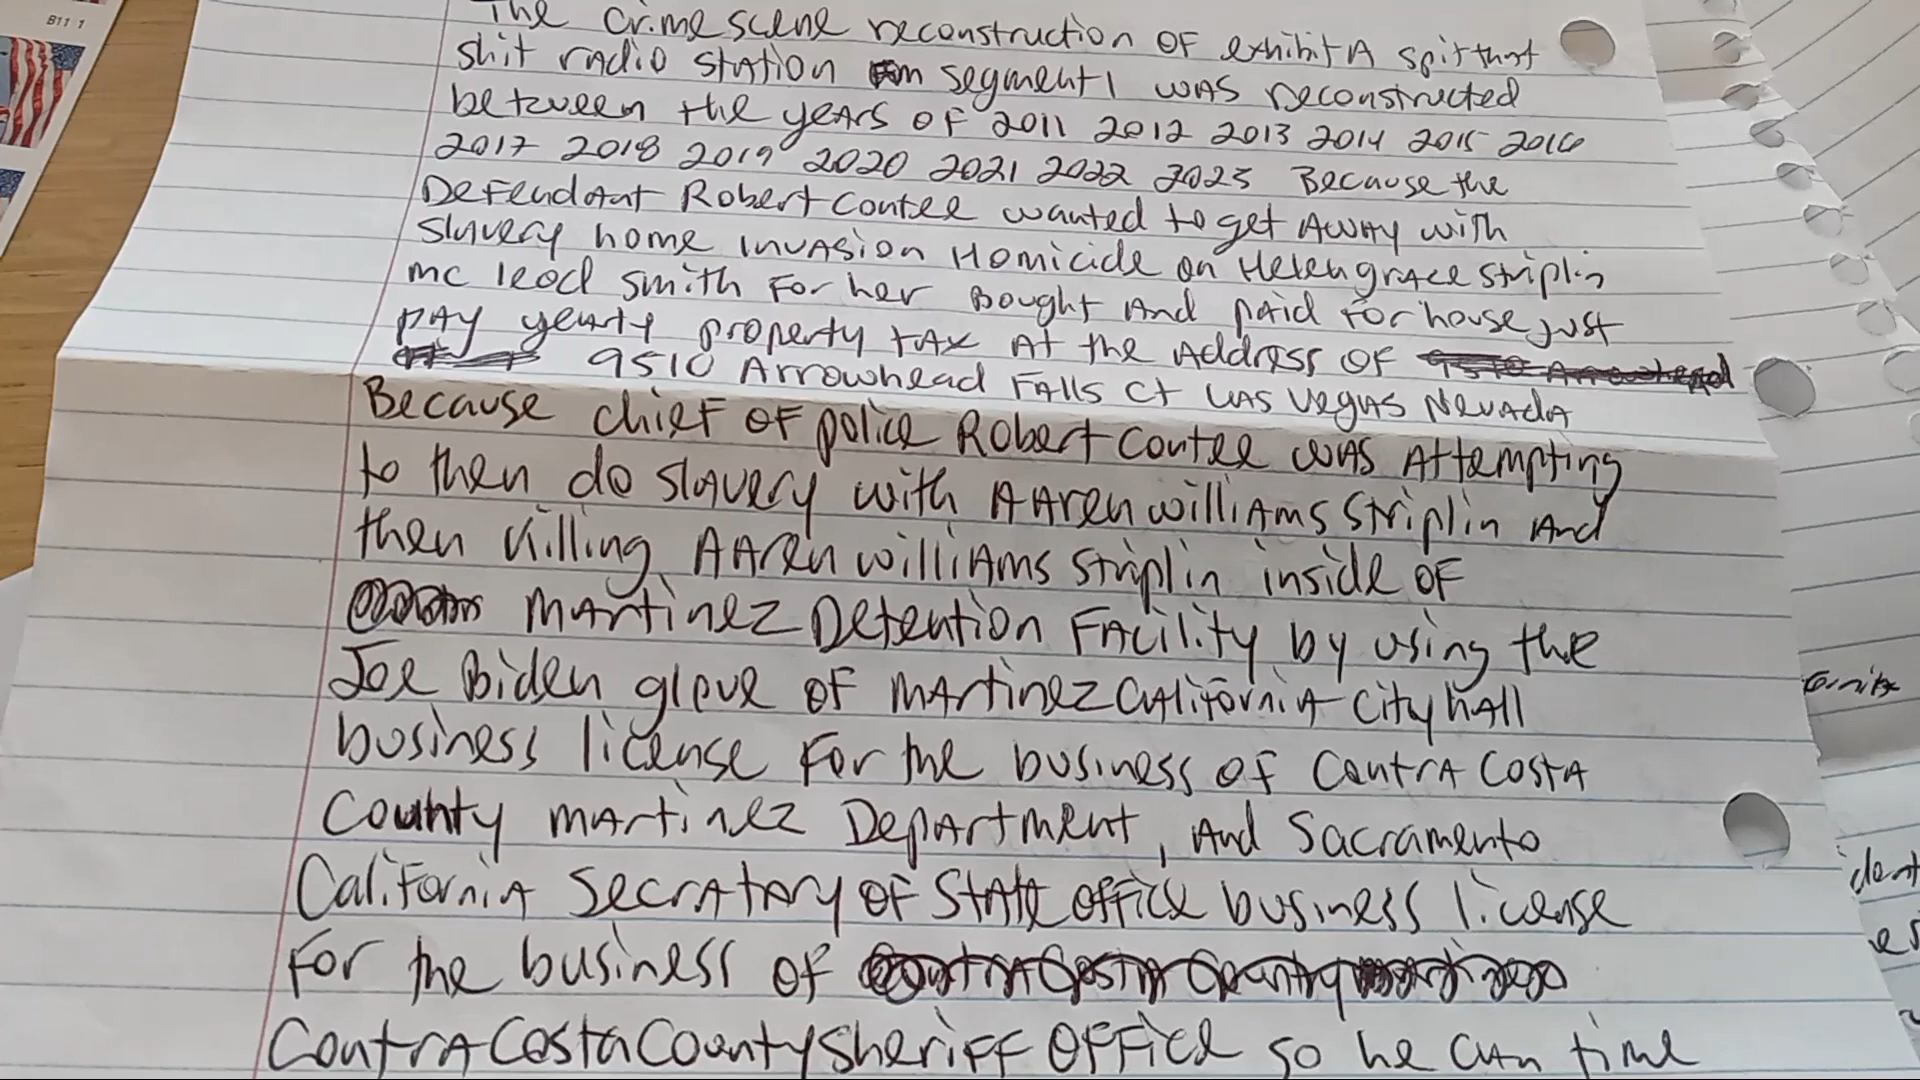 B11 1
The crime scene reconstruction OF exhibit A spit that
shit radio station segment 1 was reconstructed
between the years OF 2011 2012 2013 2014 2015 2016
2017 2018 2019 2020 2021 2022 2023 Because the
Defendant Robert Contee wanted to get Away with
slavery home invasion Homicide on Helen grace Striplin
mc leod smith For her Bought And paid For house just
pay yearly property tax At the Address OF
9510 Arrowhead Falls Ct Las Vegas Nevada
Because chief OF police Robert Contee was Attempting
to then do slavery with AAren williams Striplin And
then killing AAren williams Striplin inside OF
Martinez Detention Facility by using the
Joe Biden glove OF Martinez California City hall
business license For the business OF Contra Costa
County Martinez Department, And Sacramento
California Secratary OF State office business license
For the business OF
Contra Costa County Sheriff Office so he can time